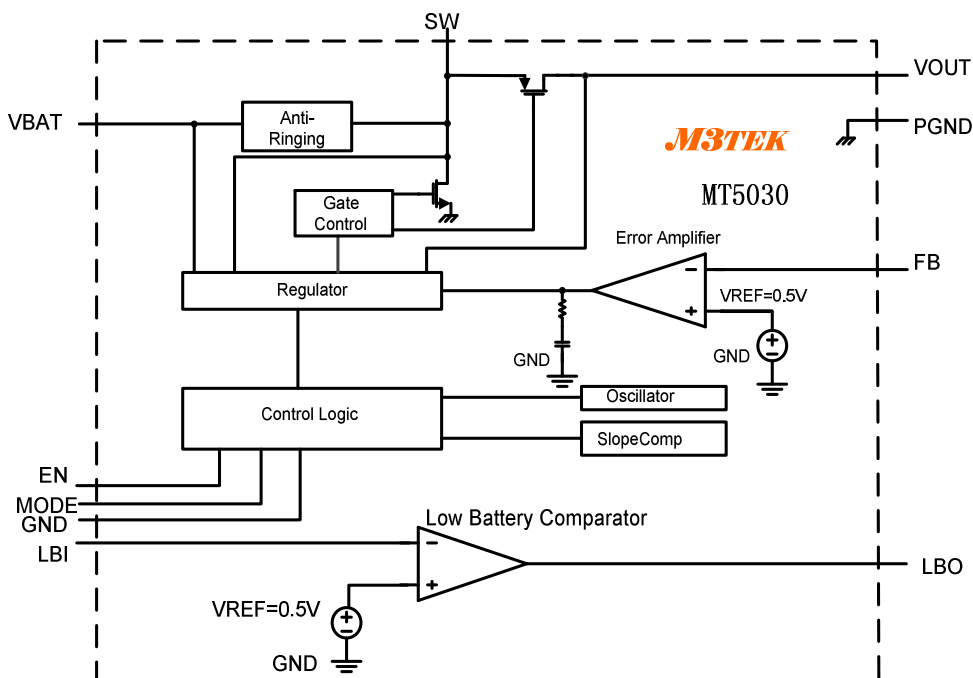 SW
VOUT
VBAT
Anti-
Ringing
PGND
M3TEK
MT5030
Gate
Control
Error Amplifier
FB
Regulator
VREF=0.5V
GND
GND
Oscillator
Control Logic
SlopeComp
EN
MODE
GND
LBI
Low Battery Comparator
LBO
VREF=0.5V
GND